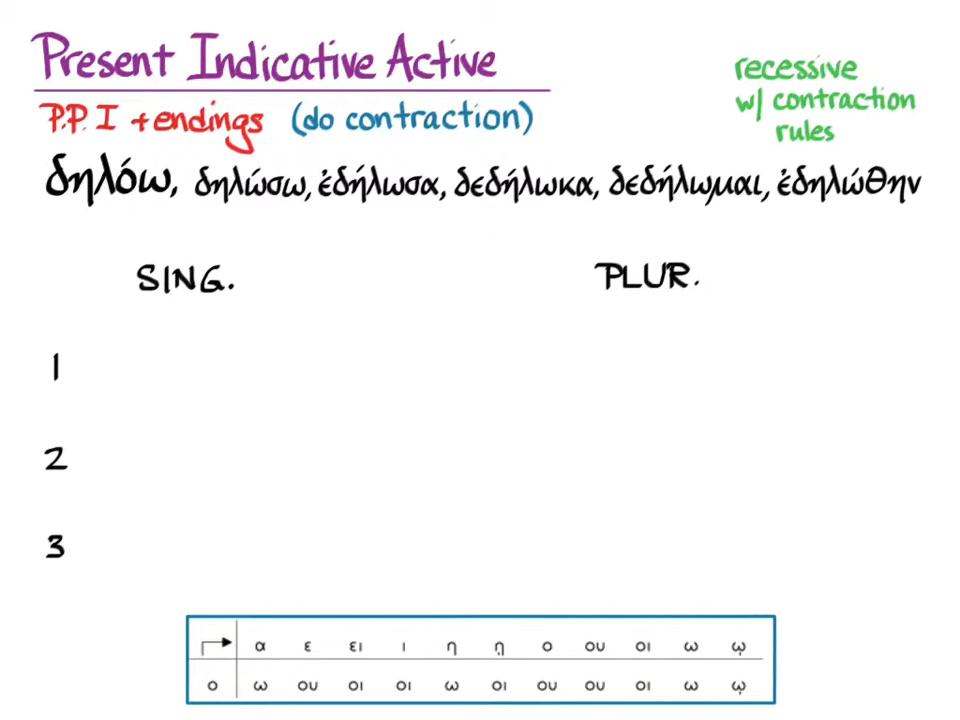 Present Indicative Active
P.P. I + endings (do contraction)
recessive
w/ contraction
rules
δηλόω, δηλώσω, ἐδήλωσα, δεδήλωκα, δεδήλωμαι, ἐδηλώθην
SING. PLUR.
1
2
3
α ε ει ι η ῃ ο ου οι ω ῳ
ο ω ου οι οι ω οι ου ου οι ω ῳ